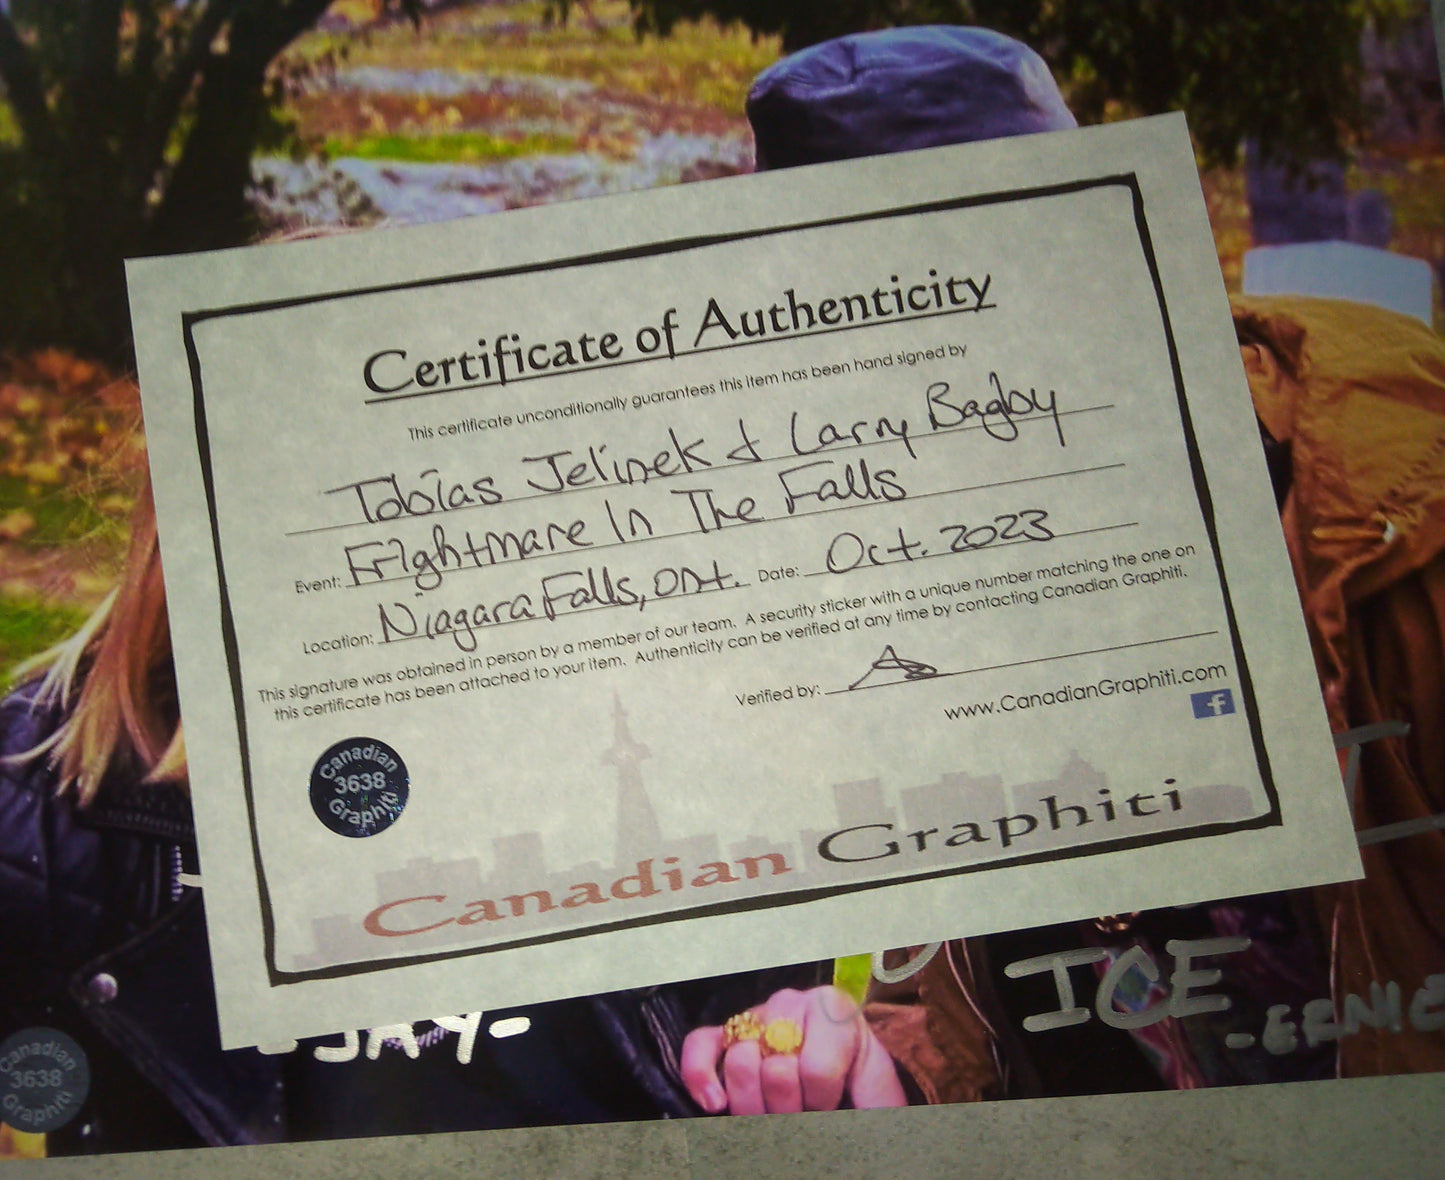 Certificate of Authenticity
This certificate unconditionally guarantees this item has been hand signed by
Tobias Jelinek & Larry Bagby
Event: Frightmare In The Falls
Location: Niagara Falls, Ont. Date: Oct. 2023
This signature was obtained in person by a member of our team. A security sticker with a unique number matching the one on
this certificate has been attached to your item. Authenticity can be verified at any time by contacting Canadian Graphiti.
Verified by:
www.CanadianGraphiti.com
f
Canadian
3638
Graphiti
Canadian Graphiti
-JAY-
ICE
-ERNIE
Canadian
3638
Graphiti